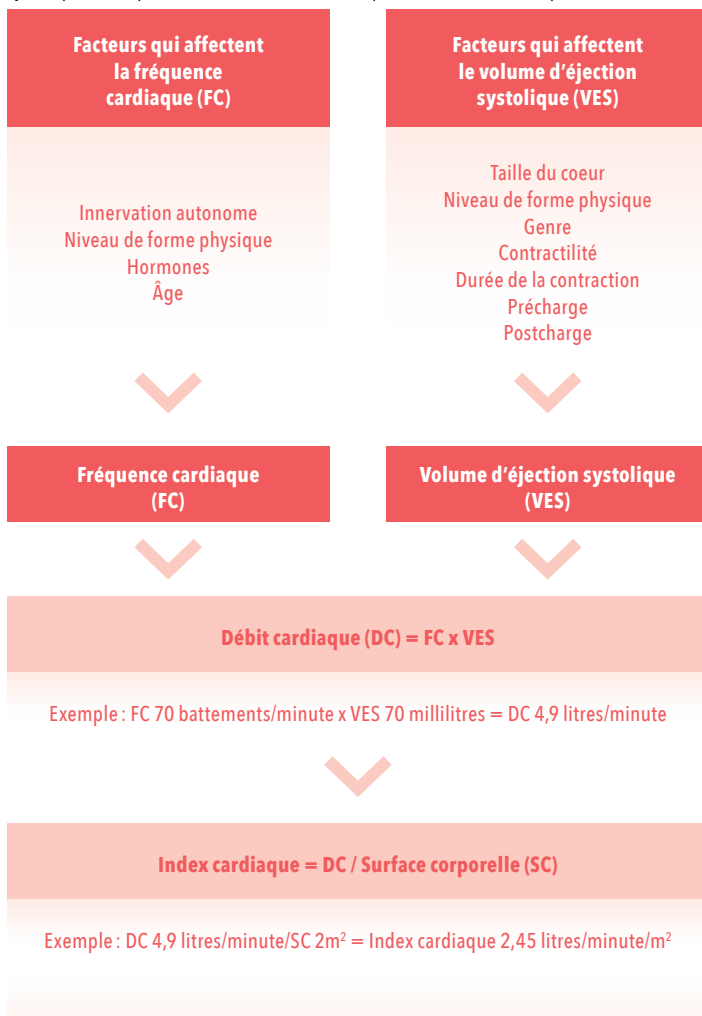 Facteurs qui affectent
la fréquence
cardiaque (FC)
Innervation autonome
Niveau de forme physique
Hormones
Âge
Facteurs qui affectent
le volume d'éjection
systolique (VES)
Taille du coeur
Niveau de forme physique
Genre
Contractilité
Durée de la contraction
Précharge
Postcharge
Fréquence cardiaque
(FC)
Volume d'éjection systolique
(VES)
Débit cardiaque (DC) = FC x VES
Exemple : FC 70 battements/minute x VES 70 millilitres = DC 4,9 litres/minute
Index cardiaque = DC / Surface corporelle (SC)
Exemple : DC 4,9 litres/minute/SC 2m² = Index cardiaque 2,45 litres/minute/m²